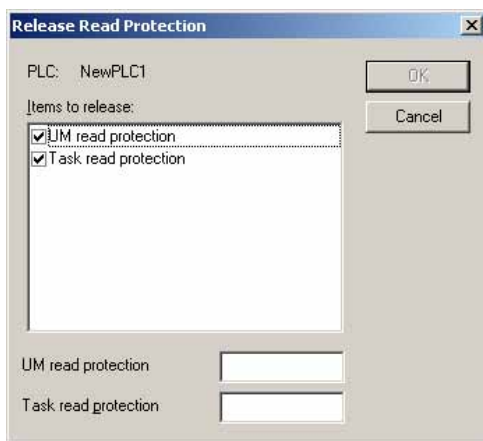 Release Read Protection
PLC: NewPLC1
OK
Items to release:
Cancel
UM read protection
Task read protection
UM read protection
Task read protection